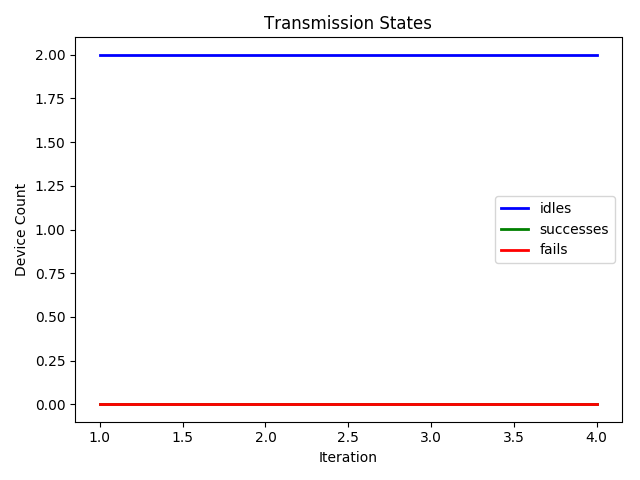 Transmission States
2.00
1.75
1.50
1.25
1.00
0.75
0.50
0.25
0.00
Device Count
idles
successes
fails
1.0 1.5 2.0 2.5 3.0 3.5 4.0
Iteration